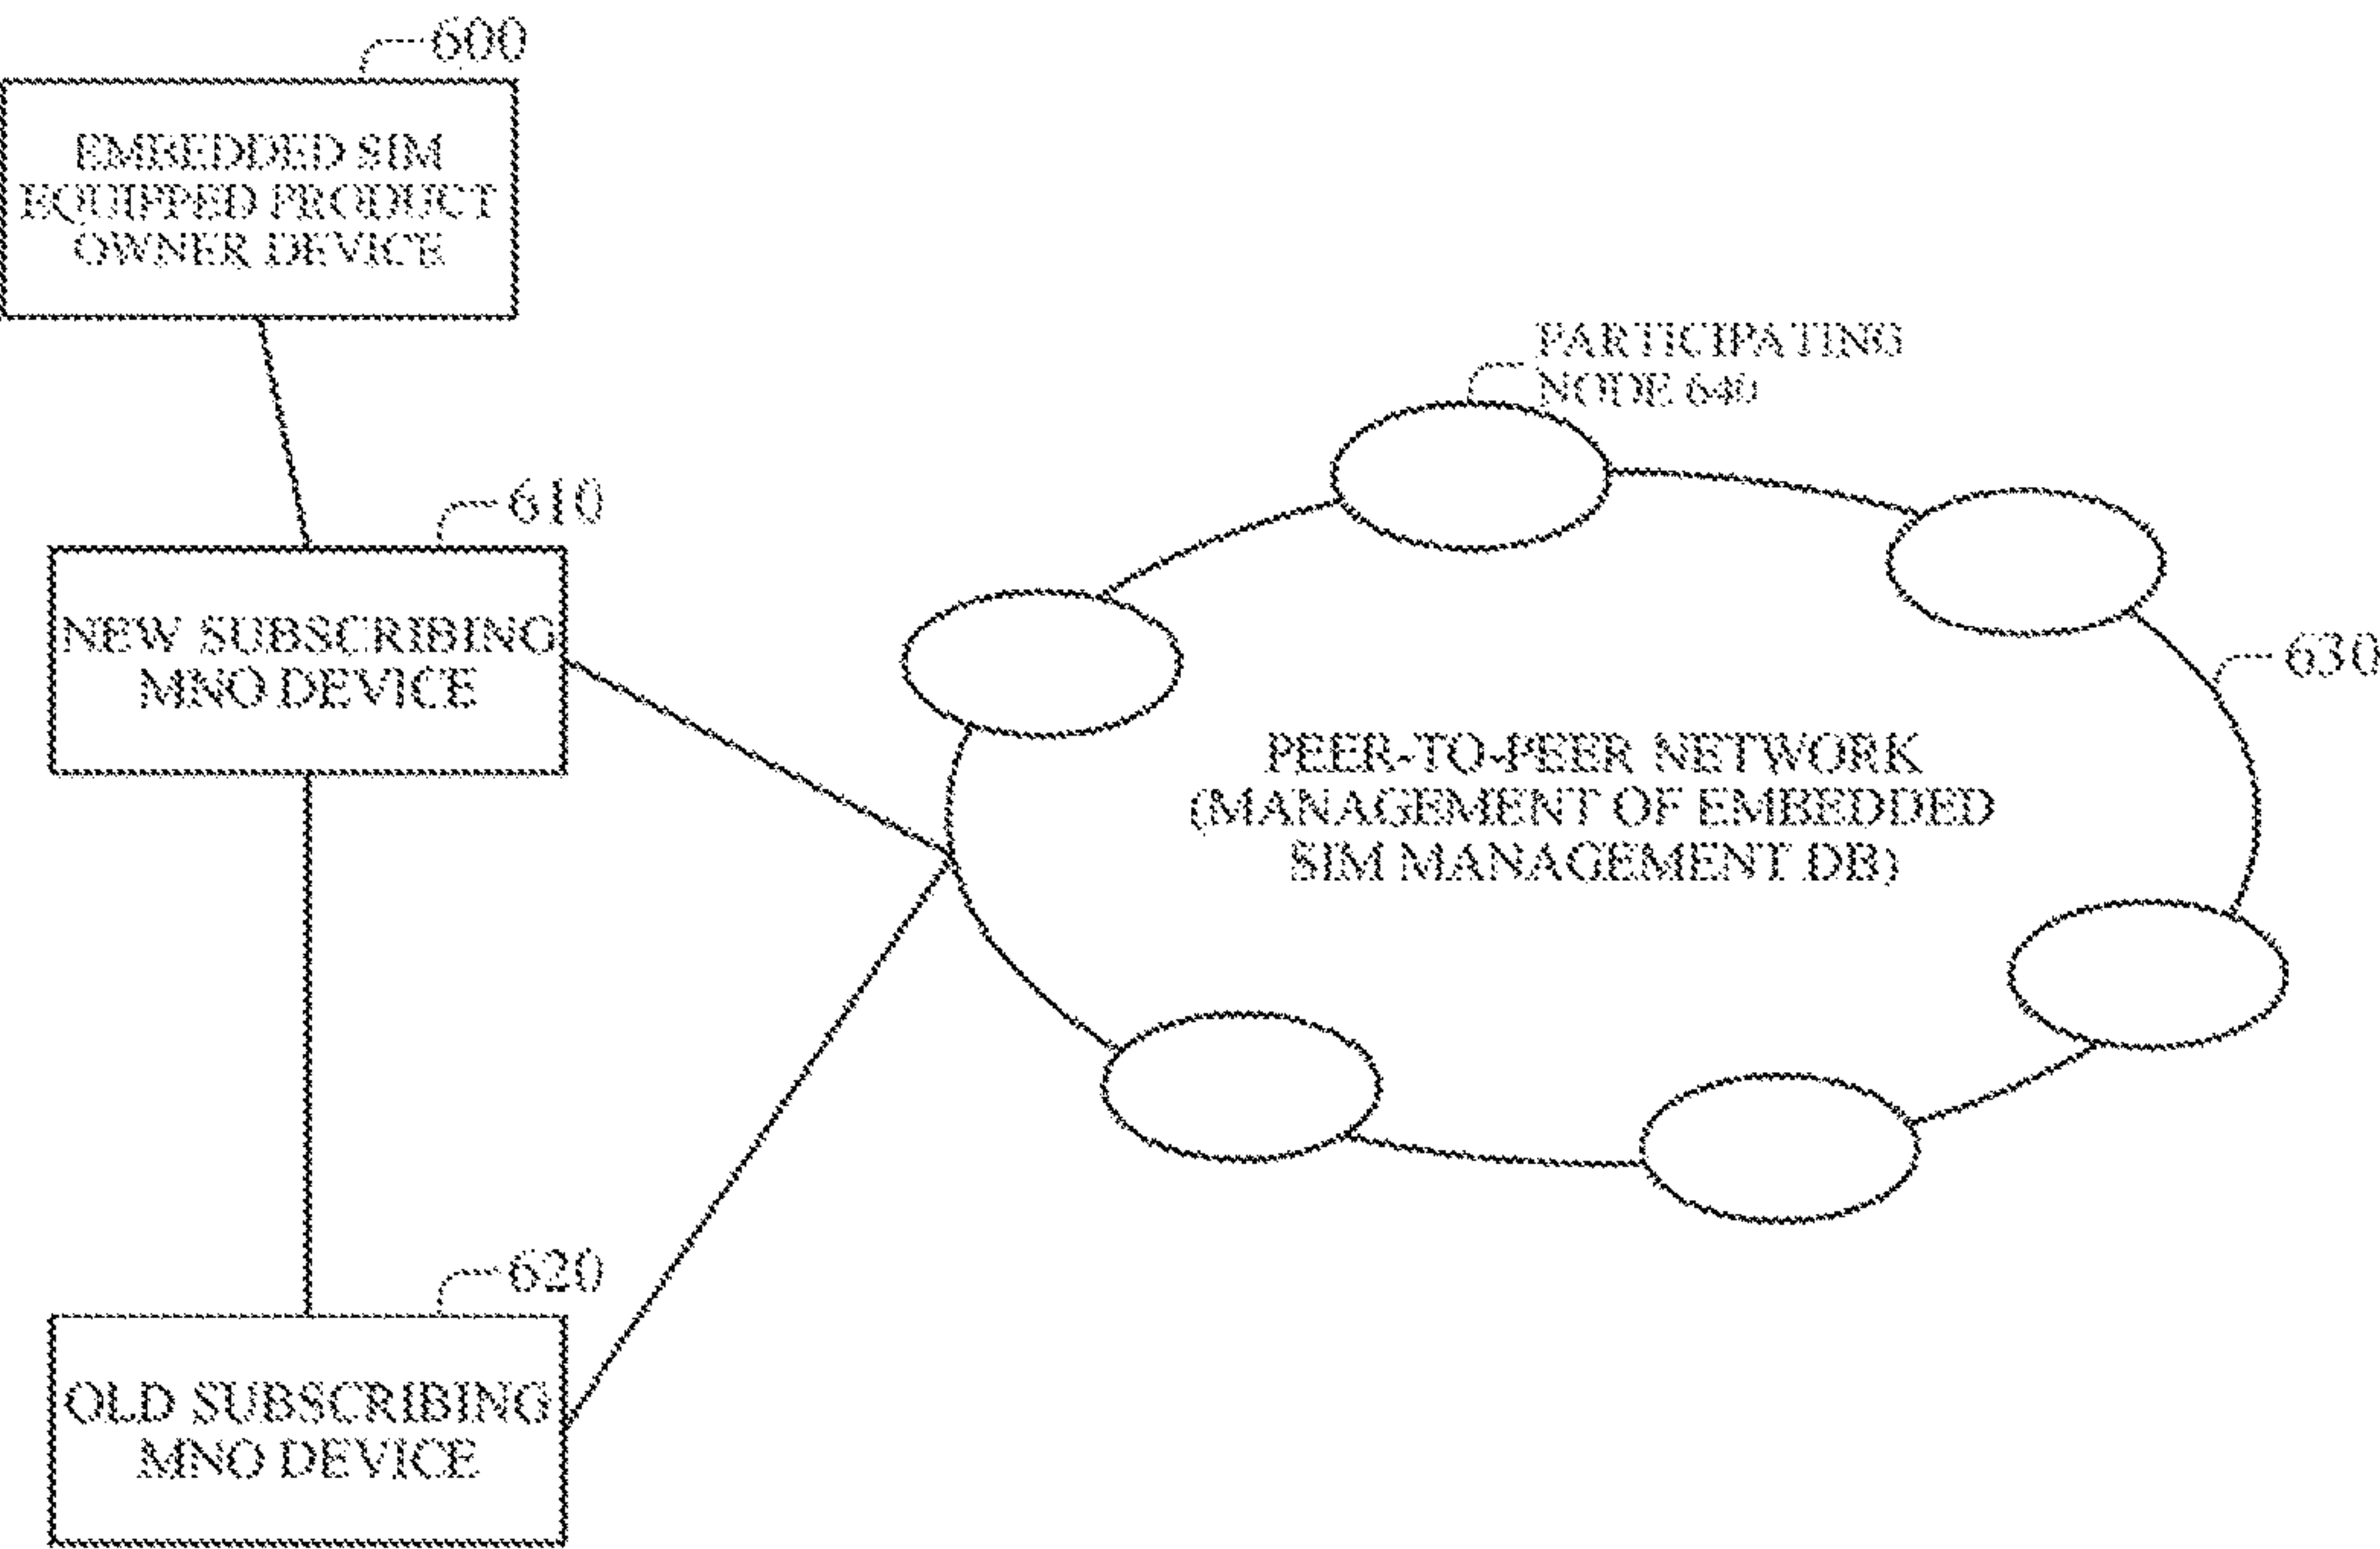 600
EMBEDDED SIM
EQUIPPED PRODUCT
OWNER DEVICE
610
NEW SUBSCRIBING
MNO DEVICE
620
OLD SUBSCRIBING
MNO DEVICE
PARTICIPATING
NODE 640
630
PEER-TO-PEER NETWORK
(MANAGEMENT OF EMBEDDED
SIM MANAGEMENT DB)